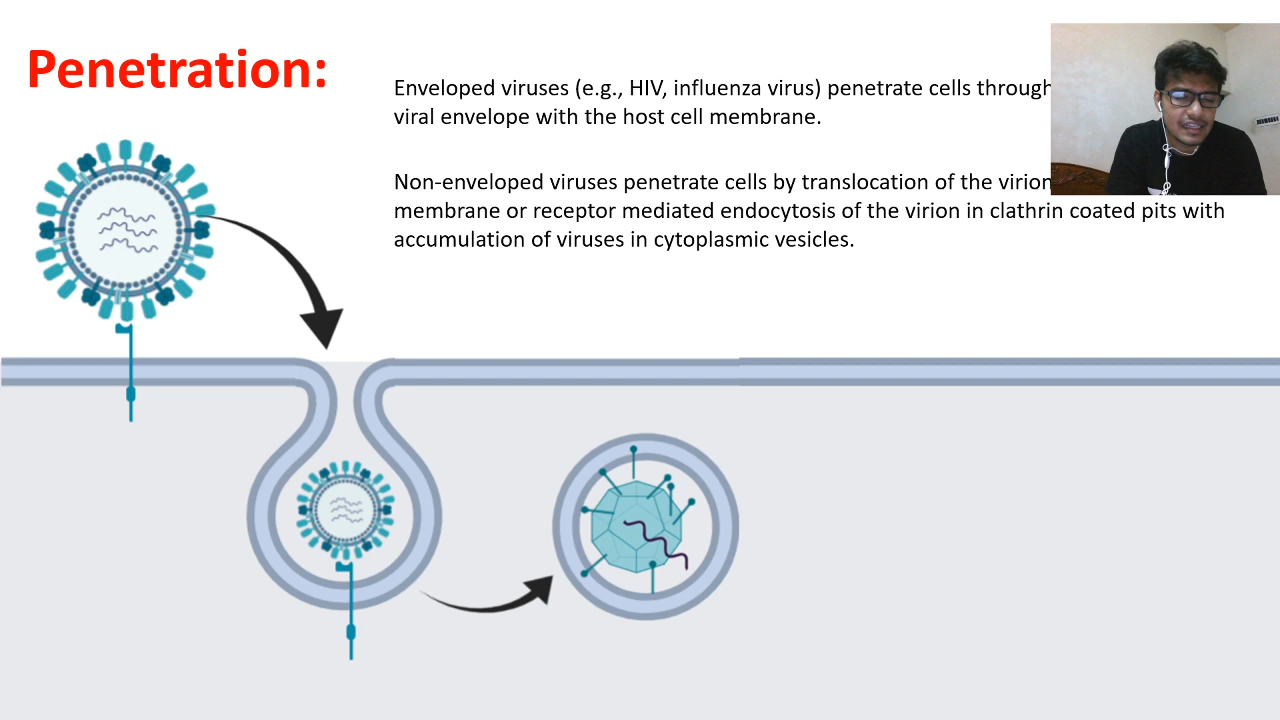 Penetration:
Enveloped viruses (e.g., HIV, influenza virus) penetrate cells through
viral envelope with the host cell membrane.
Non-enveloped viruses penetrate cells by translocation of the virion
membrane or receptor mediated endocytosis of the virion in clathrin coated pits with
accumulation of viruses in cytoplasmic vesicles.